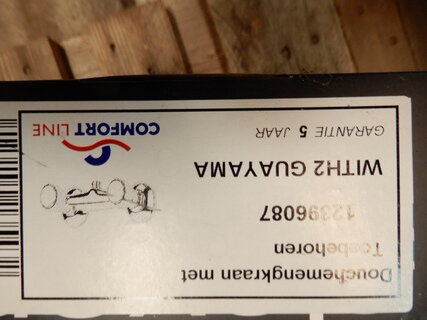 Douchemengkraan met
Toebehoren
12396087
WITH2 GUAYAMA
GARANTIE 5 JAAR
COMFORT LINE